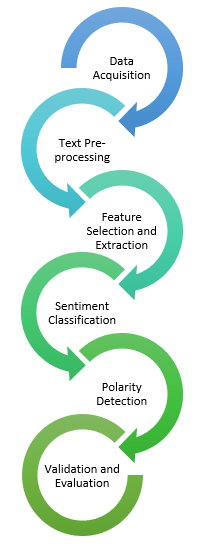 Data
Acquisition
Text Pre-
processing
Feature
Selection and
Extraction
Sentiment
Classification
Polarity
Detection
Validation and
Evaluation